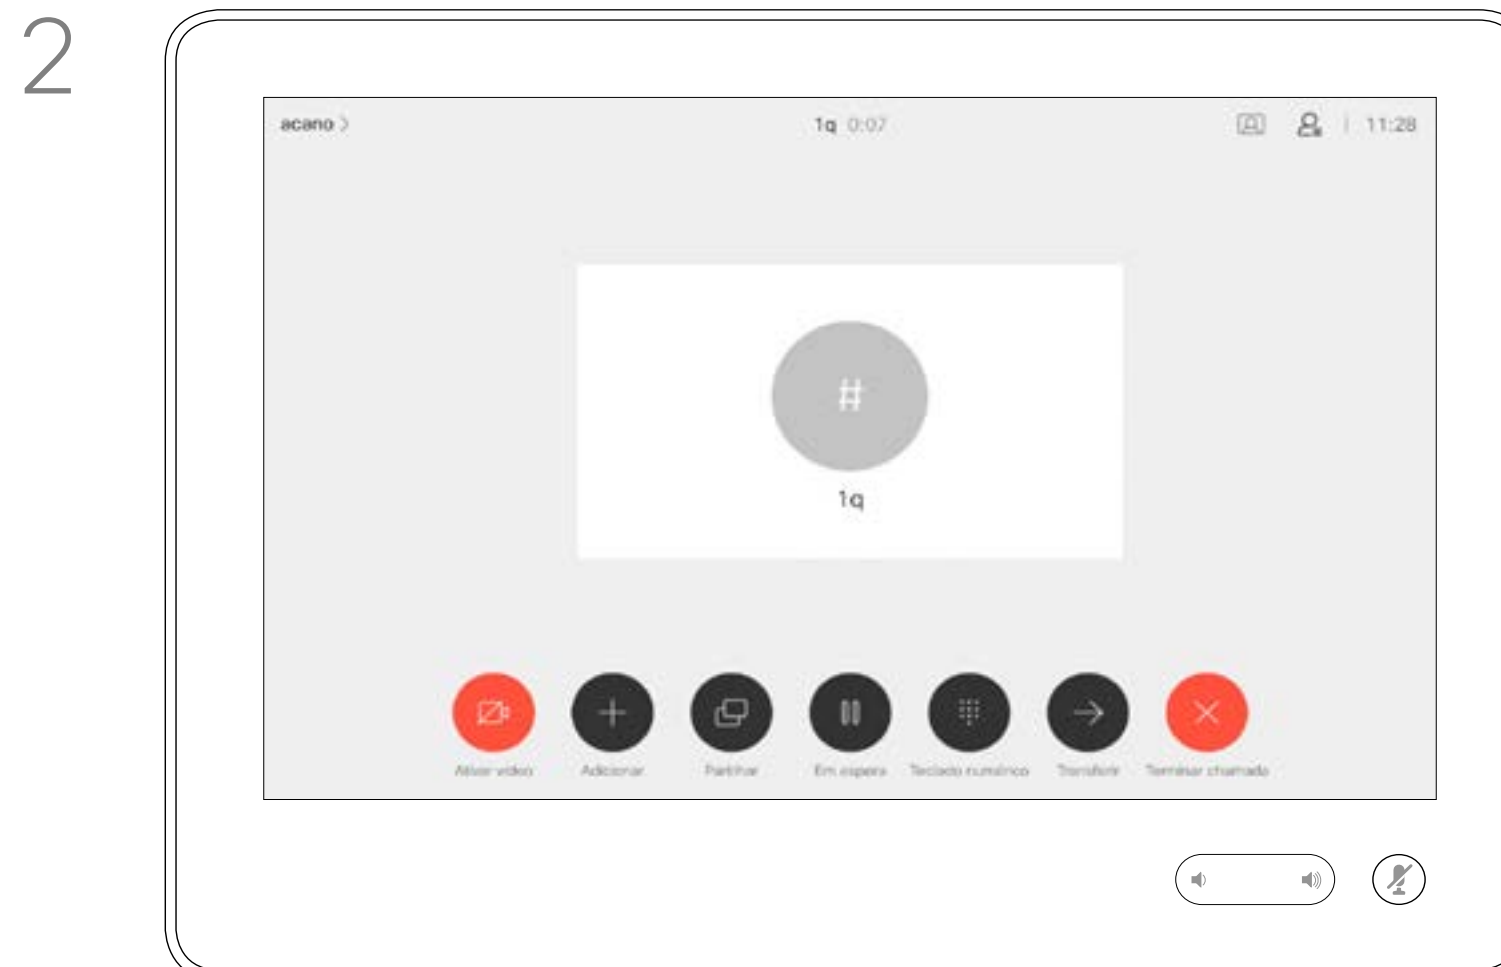 2
acano >
1q 0:07
11:28
#
1q
Ativar vídeo
Adicionar
Partilhar
Em espera
Teclado numérico
Transferir
Terminar chamada